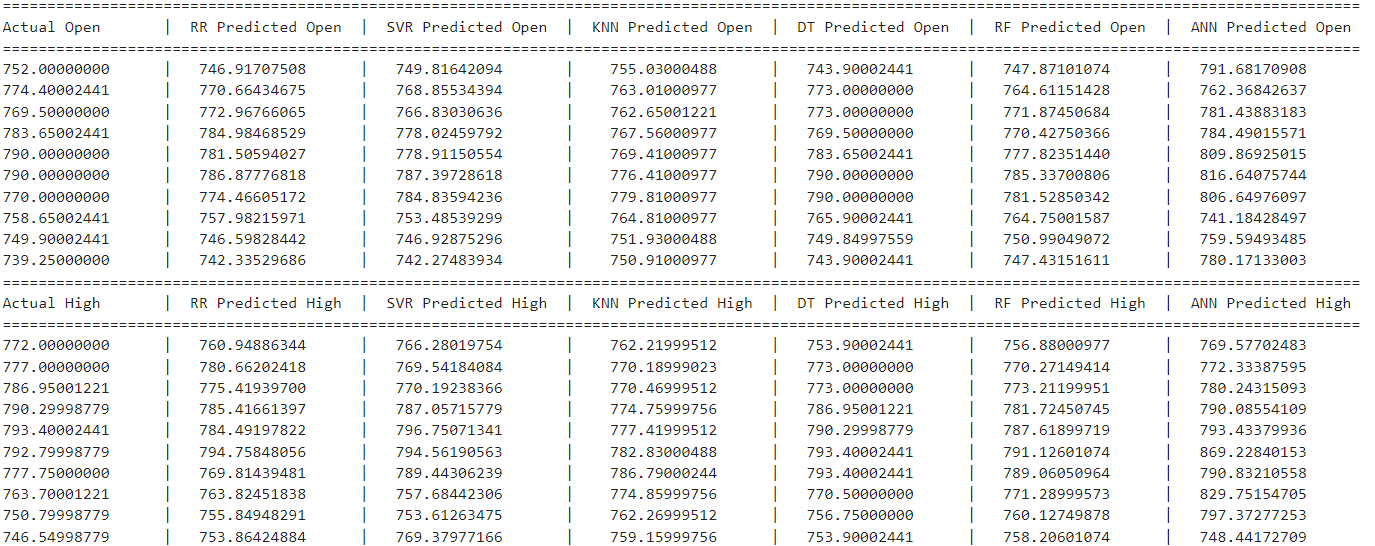 ==========================================================================================================================================================
Actual Open | RR Predicted Open | SVR Predicted Open | KNN Predicted Open | DT Predicted Open | RF Predicted Open | ANN Predicted Open
==========================================================================================================================================================
752.00000000 | 746.91707508 | 749.81642094 | 755.03000488 | 743.90002441 | 747.87101074 | 791.68170908
774.40002441 | 770.66434675 | 768.85534394 | 763.01000977 | 773.00000000 | 764.61151428 | 762.36842637
769.50000000 | 772.96766065 | 766.83030636 | 762.65001221 | 773.00000000 | 771.87450684 | 781.43883183
783.65002441 | 784.98468529 | 778.02459792 | 767.56000977 | 769.50000000 | 770.42750366 | 784.49015571
790.00000000 | 781.50594027 | 778.91150554 | 769.41000977 | 783.65002441 | 777.82351440 | 809.86925015
790.00000000 | 786.87776818 | 787.39728618 | 776.41000977 | 790.00000000 | 785.33700806 | 816.64075744
770.00000000 | 774.46605172 | 784.83594236 | 779.81000977 | 790.00000000 | 781.52850342 | 806.64976097
758.65002441 | 757.98215971 | 753.48539299 | 764.81000977 | 765.90002441 | 764.75001587 | 741.18428497
749.90002441 | 746.59828442 | 746.92875296 | 751.93000488 | 749.84997559 | 750.99049072 | 759.59493485
739.25000000 | 742.33529686 | 742.27483934 | 750.91000977 | 743.90002441 | 747.43151611 | 780.17133003
==========================================================================================================================================================
Actual High | RR Predicted High | SVR Predicted High | KNN Predicted High | DT Predicted High | RF Predicted High | ANN Predicted High
==========================================================================================================================================================
772.00000000 | 760.94886344 | 766.28019754 | 762.21999512 | 753.90002441 | 756.88000977 | 769.57702483
777.00000000 | 780.66202418 | 769.54184084 | 770.18999023 | 773.00000000 | 770.27149414 | 772.33387595
786.95001221 | 775.41939700 | 770.19238366 | 770.46999512 | 773.00000000 | 773.21199951 | 780.24315093
790.29998779 | 785.41661397 | 787.05715779 | 774.75999756 | 786.95001221 | 781.72450745 | 790.08554109
793.40002441 | 784.49197822 | 796.75071341 | 777.41999512 | 790.29998779 | 787.61899719 | 793.43379936
792.79998779 | 794.75848056 | 794.56190563 | 782.83000488 | 793.40002441 | 791.12601074 | 869.22840153
777.75000000 | 769.81439481 | 789.44306239 | 786.79000244 | 793.40002441 | 789.06050964 | 790.83210558
763.70001221 | 763.82451838 | 757.68442306 | 774.85999756 | 770.50000000 | 771.28999573 | 829.75154705
750.79998779 | 755.84948291 | 753.61263475 | 762.26999512 | 756.75000000 | 760.12749878 | 797.37277253
746.54998779 | 753.86424884 | 769.37977166 | 759.15999756 | 753.90002441 | 758.20601074 | 748.44172709